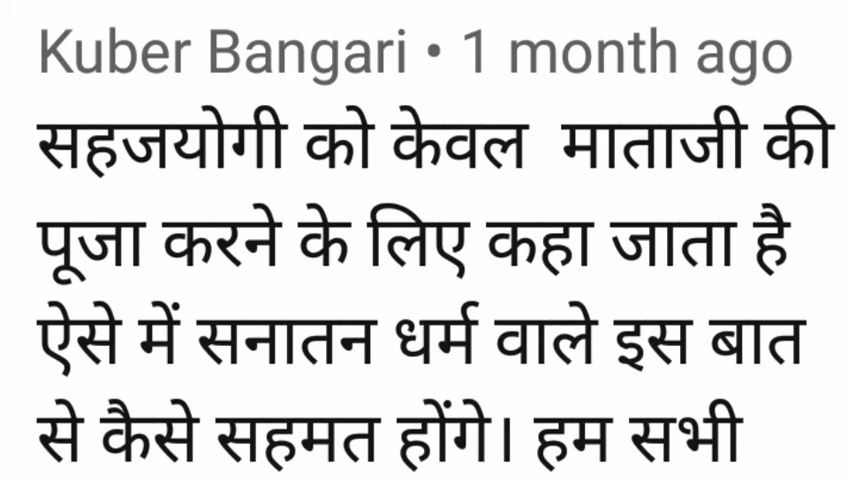 Kuber Bangari • 1 month ago
सहजयोगी को केवल माताजी की
पूजा करने के लिए कहा जाता है
ऐसे में सनातन धर्म वाले इस बात
से कैसे सहमत होंगे। हम सभी